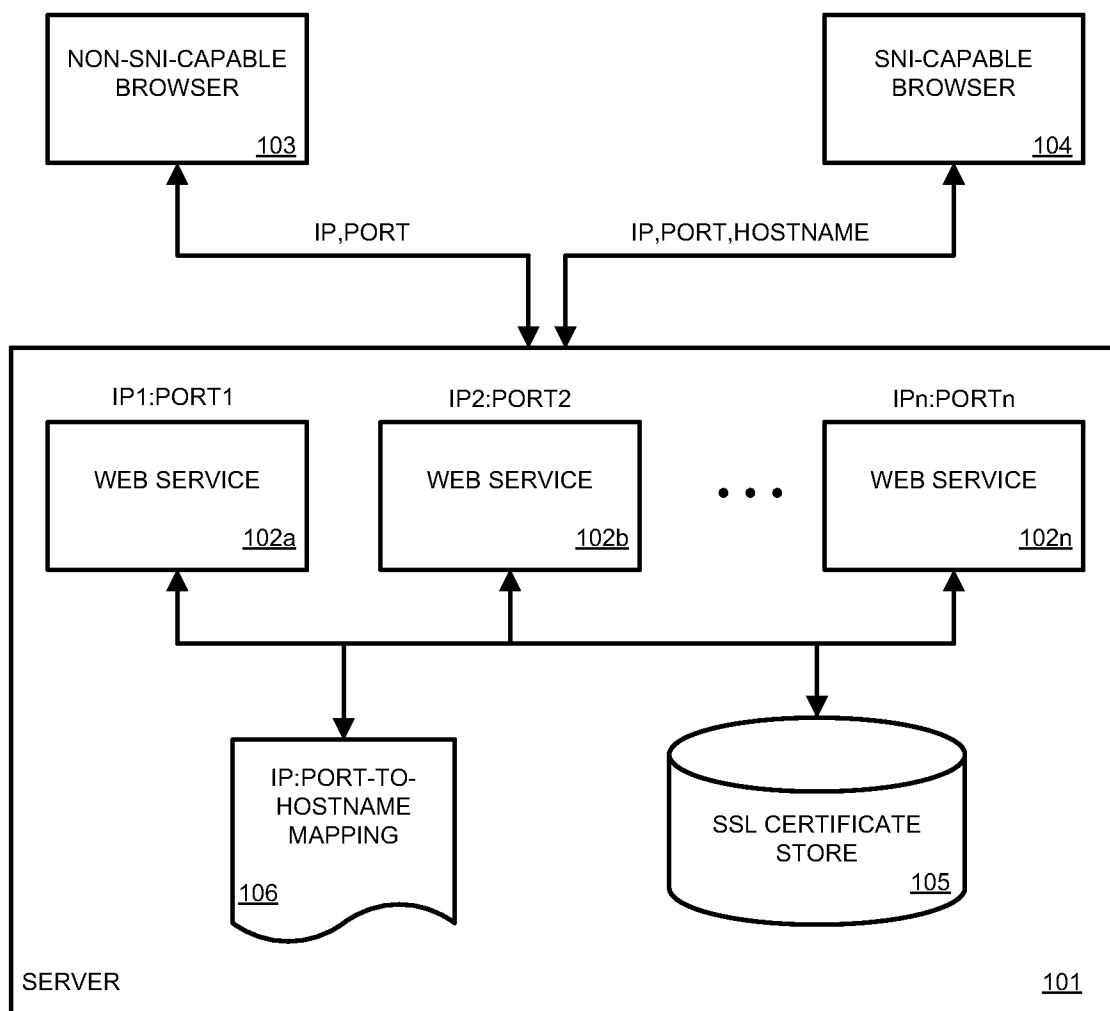 NON-SNI-CAPABLE
BROWSER
103
SNI-CAPABLE
BROWSER
104
IP,PORT
IP,PORT,HOSTNAME
IP1:PORT1
IP2:PORT2
IPn:PORTn
WEB SERVICE
102a
WEB SERVICE
102b
WEB SERVICE
102n
IP:PORT-TO-
HOSTNAME
MAPPING
106
SSL CERTIFICATE
STORE
105
SERVER
101